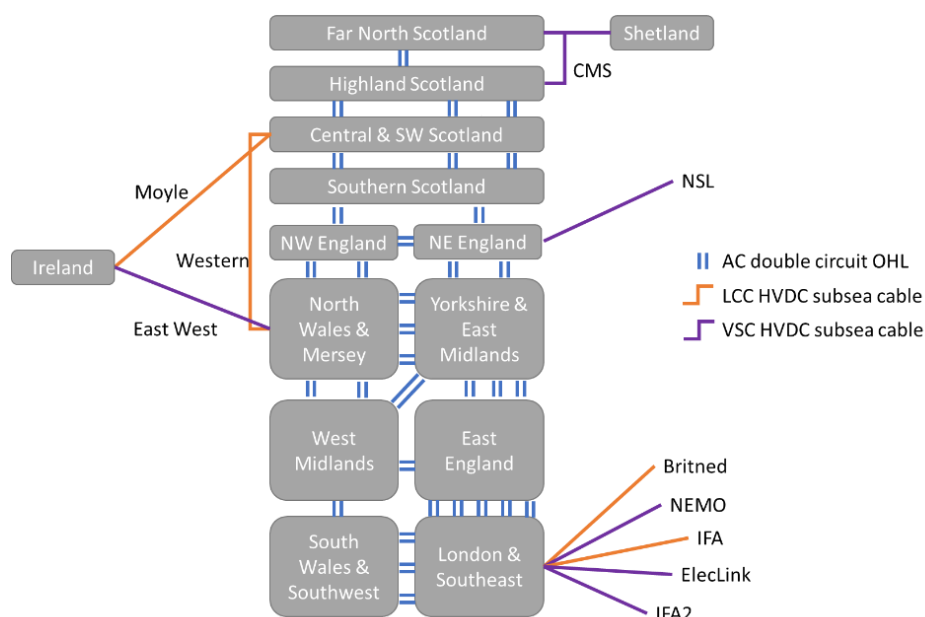 Far North Scotland
Shetland
CMS
Highland Scotland
Central & SW Scotland
Moyle
Southern Scotland
NSL
NW England
NE England
Ireland
Western
AC double circuit OHL
LCC HVDC subsea cable
VSC HVDC subsea cable
East West
North
Wales &
Mersey
Yorkshire &
East
Midlands
West
Midlands
East
England
Britned
NEMO
IFA
ElecLink
IFA2
South
Wales &
Southwest
London &
Southeast